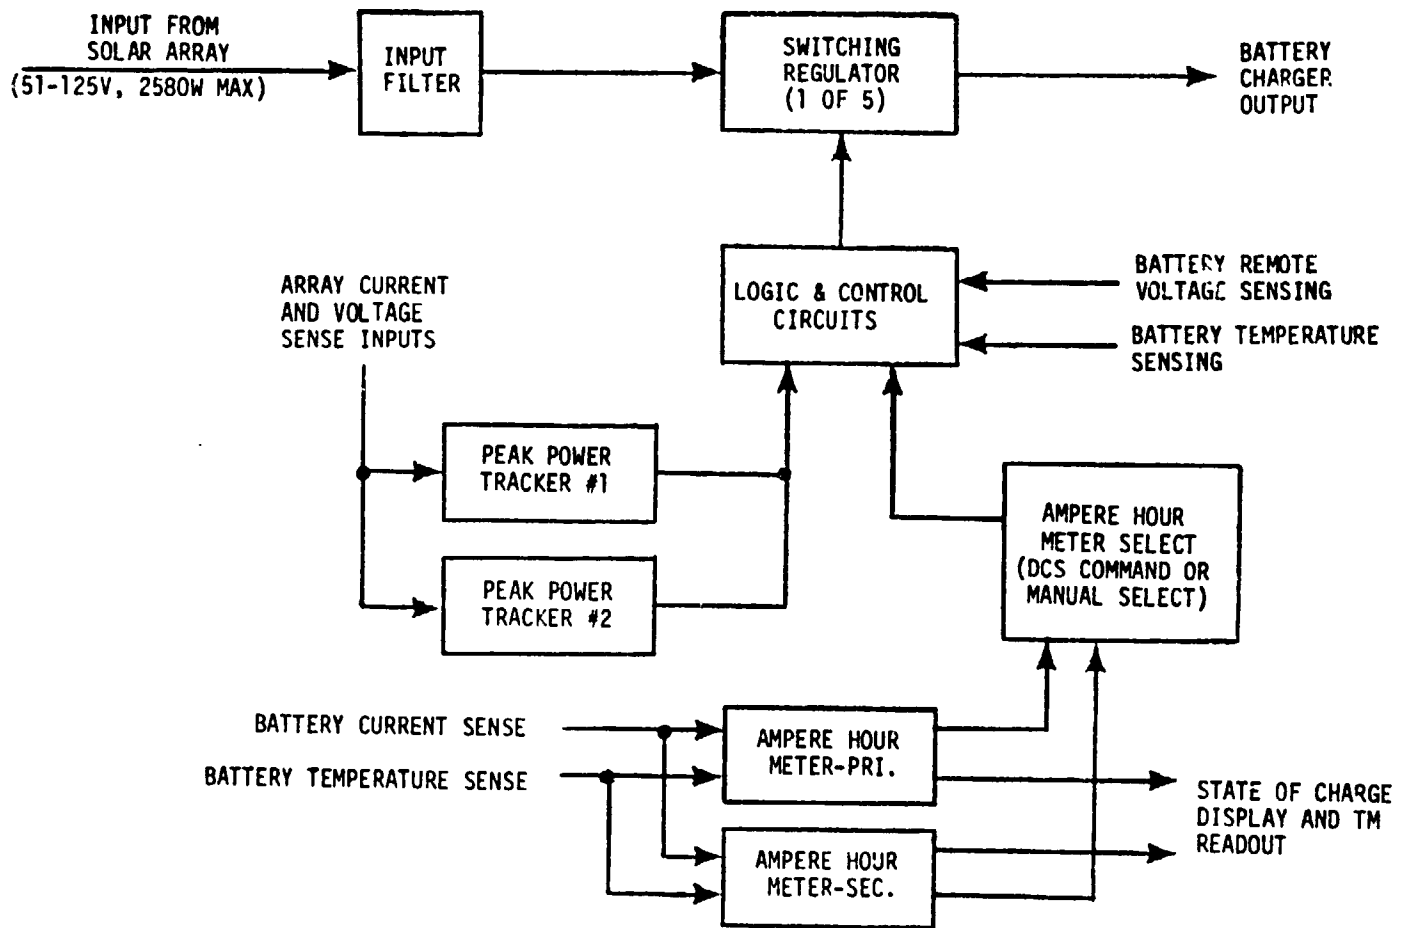 INPUT FROM
SOLAR ARRAY
(51-125V, 2580W MAX)
INPUT
FILTER
SWITCHING
REGULATOR
(1 OF 5)
BATTERY
CHARGER
OUTPUT
ARRAY CURRENT
AND VOLTAGE
SENSE INPUTS
LOGIC & CONTROL
CIRCUITS
BATTERY REMOTE
VOLTAGE SENSING
BATTERY TEMPERATURE
SENSING
PEAK POWER
TRACKER #1
PEAK POWER
TRACKER #2
AMPERE HOUR
METER SELECT
(DCS COMMAND OR
MANUAL SELECT)
BATTERY CURRENT SENSE
BATTERY TEMPERATURE SENSE
AMPERE HOUR
METER-PRI.
AMPERE HOUR
METER-SEC.
STATE OF CHARGE
DISPLAY AND TM
READOUT